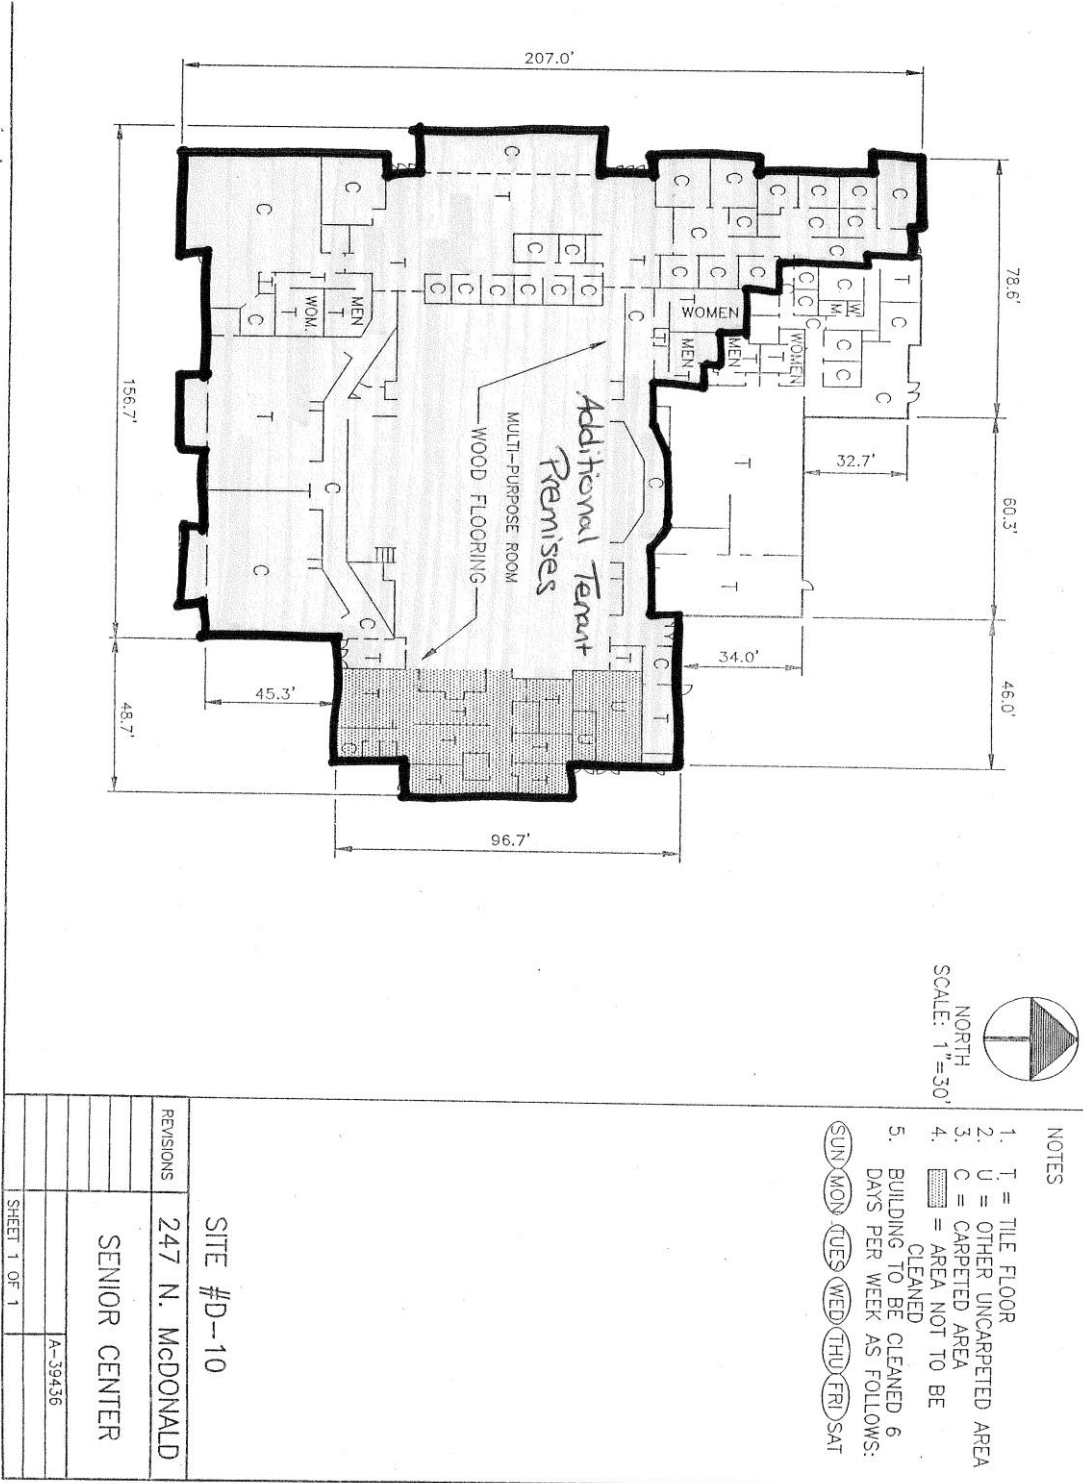 207.0'
156.7'
48.7'
45.3'
96.7'
78.6'
60.3'
46.0'
32.7'
34.0'
C
T
MEN
WOM.
WOMEN
MEN
MEN
WOMEN
W
M
U
Additional Tenant
Premises
MULTI-PURPOSE ROOM
WOOD FLOORING
NORTH
SCALE: 1"=30'
NOTES
1. T = TILE FLOOR
2. U = OTHER UNCARPETED AREA
3. C = CARPETED AREA
4. = AREA NOT TO BE
CLEANED
5. BUILDING TO BE CLEANED 6
DAYS PER WEEK AS FOLLOWS:
SUN MON TUES WED THU FRI SAT
SITE #D-10
REVISIONS
247 N. McDONALD
SENIOR CENTER
A-39436
SHEET 1 OF 1